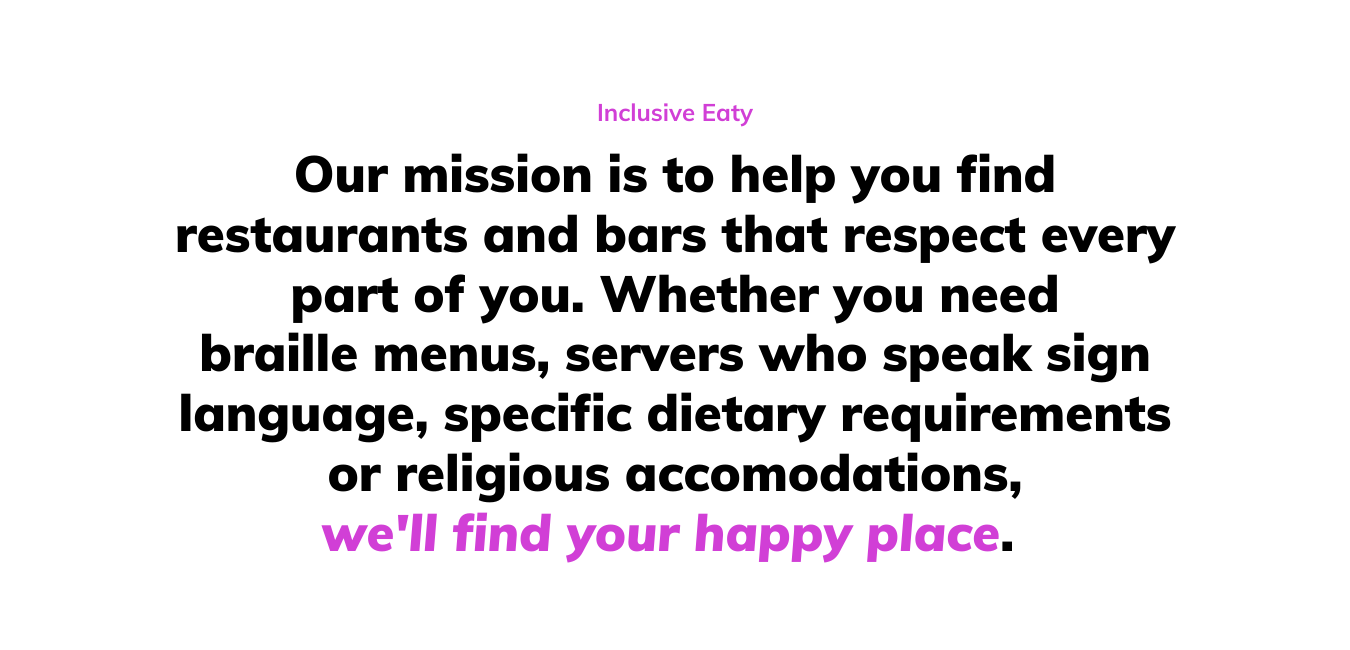 Inclusive Eaty
Our mission is to help you find
restaurants and bars that respect every
part of you. Whether you need
braille menus, servers who speak sign
language, specific dietary requirements
or religious accomodations,
we'll find your happy place.